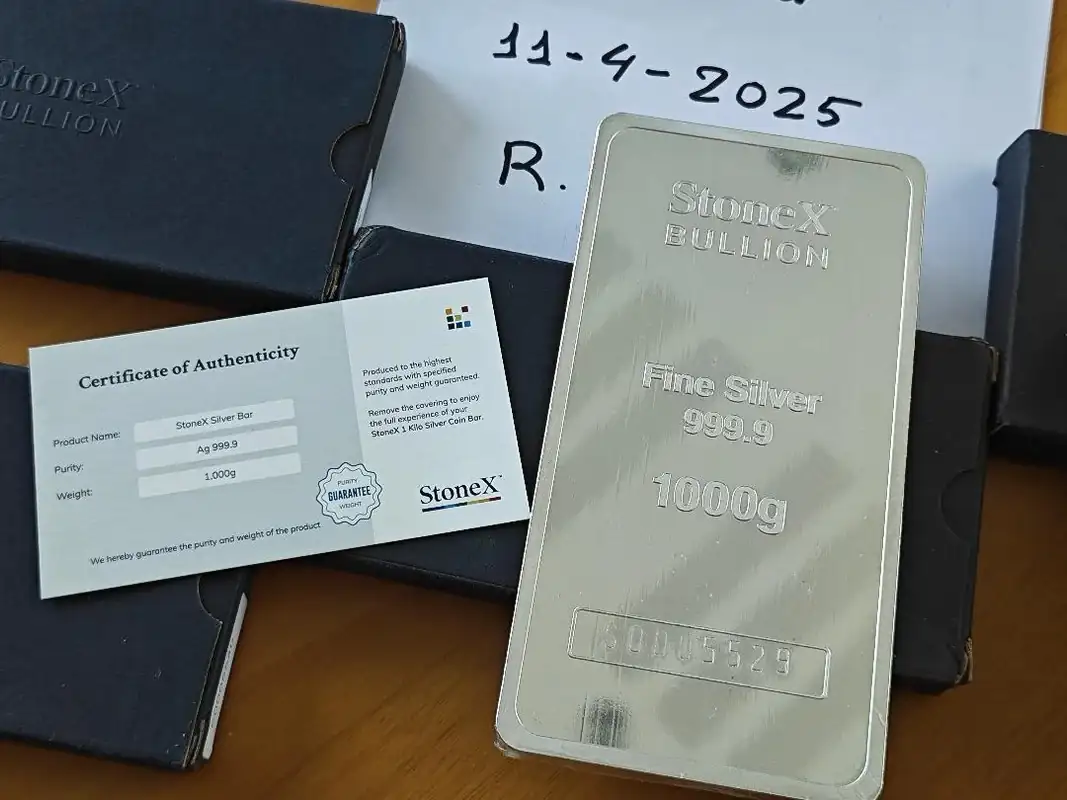 StoneX
BULLION
11-4-2025
R.
StoneX
BULLION
Fine Silver
999.9
1000g
Certificate of Authenticity
Product Name: StoneX Silver Bar
Purity: Ag 999.9
Weight: 1,000g
We hereby guarantee the purity and weight of the product
PURITY
GUARANTEE
WEIGHT
Produced to the highest
standards with specified
purity and weight guaranteed.
Remove the covering to enjoy
the full experience of your
StoneX 1 Kilo Silver Coin Bar.
StoneX™